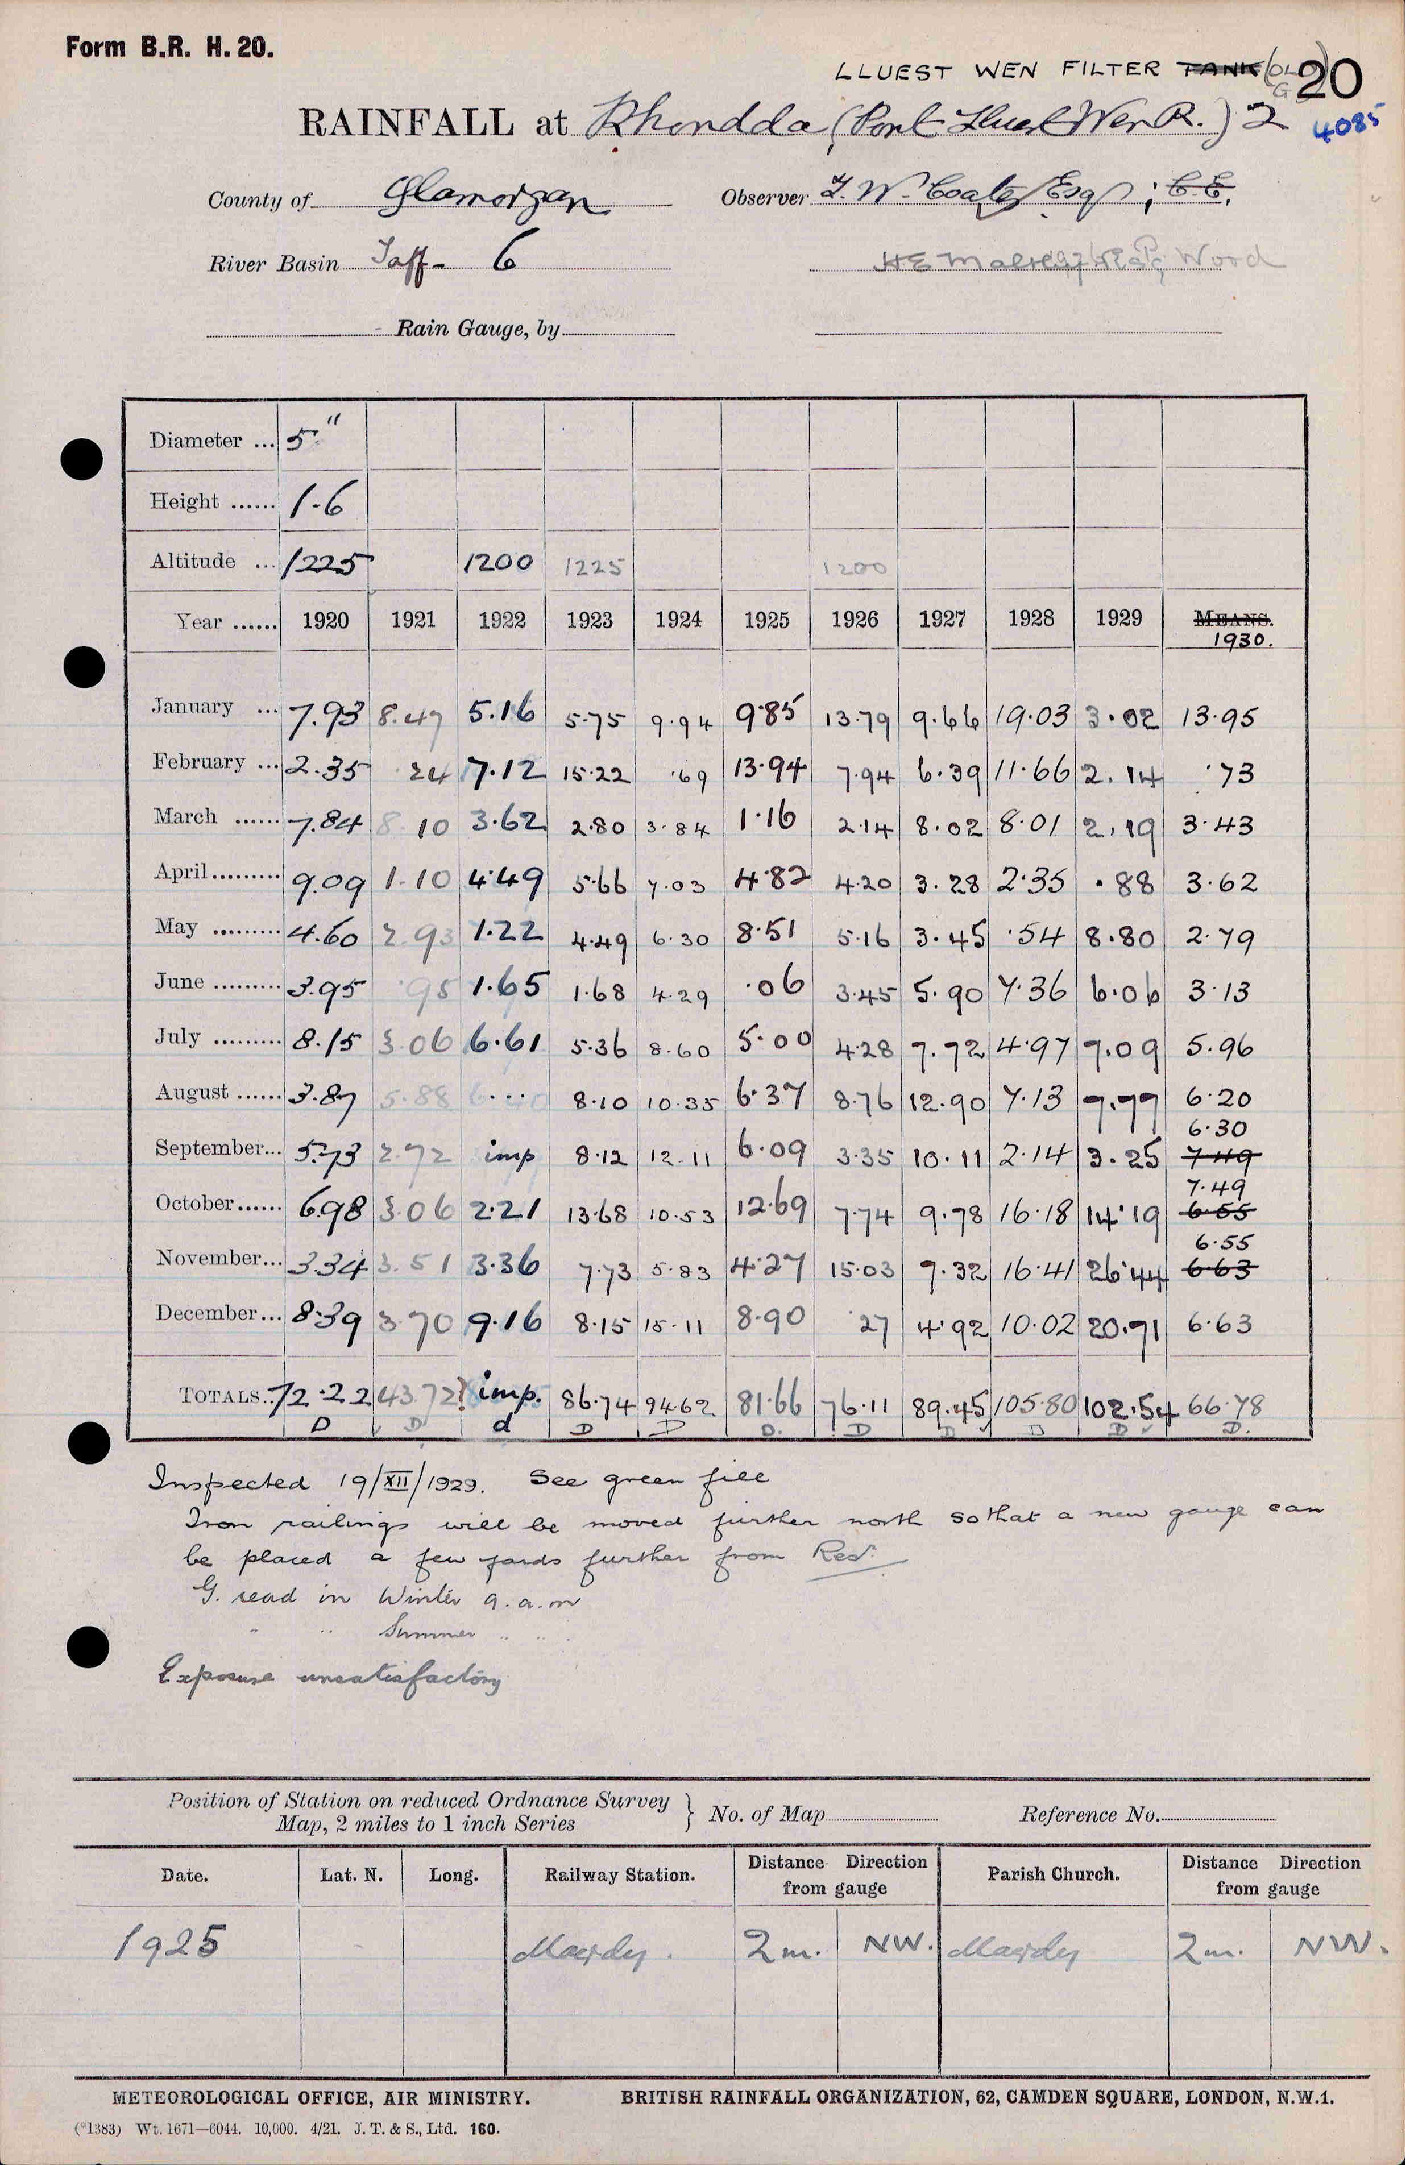 Form B.R. H. 20.
LLUEST WEN FILTER TANK 20
RAINFALL at Rhondda (Pont Lluest Wen R.) 2 4085
County of Glamorgan Observer T. W. Coates Esq; C.E.
River Basin Taff - 6 Wood
Rain Gauge, by
Diameter ... 5"
Height ...... 1-6
Altitude ... 1225 1200 1225 1200
Year ...... 1920 1921 1922 1923 1924 1925 1926 1927 1928 1929 MEANS.
1930.
January ... 7.93 8.47 5.16 5.75 9.94 9.85 13.79 9.66 19.03 3.02 13.95
February ... 2.35 .24 7.12 15.22 .69 13.94 7.94 6.39 11.66 2.14 .73
March ...... 7.84 8.10 3.62 2.80 3.84 1.16 2.14 8.02 8.01 2.19 3.43
April ......... 9.09 1.10 4.49 5.66 7.03 4.82 4.20 3.28 2.35 .88 3.62
May ......... 4.60 2.93 1.22 4.49 6.30 8.51 5.16 3.45 .54 8.80 2.79
June ......... 3.95 .95 1.65 1.68 4.29 .06 3.45 5.90 7.36 6.06 3.13
July ......... 8.15 3.06 6.61 5.36 8.60 5.00 4.28 7.72 4.97 7.09 5.96
August ...... 3.87 5.88 ... 8.10 10.35 6.37 8.76 12.90 7.13 7.77 6.20
6.30
September... 5.73 2.72 imp 8.12 12.11 6.09 3.35 10.11 2.14 3.25 7.49
7.49
October...... 6.98 3.06 2.21 13.68 10.53 12.69 7.74 9.78 16.18 14.19 6.55
6.55
November... 3.34 3.51 3.36 7.73 5.83 4.27 15.03 7.32 16.41 26.44 6.63
December... 8.39 3.70 9.16 8.15 15.11 8.90 .27 4.92 10.02 20.71 6.63
TOTALS.. 72.22 43.72? imp. 86.74 94.62 81.66 76.11 89.45 105.80 102.54 66.78
D D d D D D. D D D D D.
Inspected 19/XII/1929. See green file
Iron railings will be moved further north so that a new gauge can
be placed a few yards further from Res.
G. read in Winter 9. a.m
" " Summer " "
Exposure unsatisfactory
Position of Station on reduced Ordnance Survey
Map, 2 miles to 1 inch Series } No. of Map Reference No.
Date. Lat. N. Long. Railway Station. Distance Direction from gauge Parish Church. Distance Direction from gauge
1925 Maerdy. 2 m. NW. Maerdy 2 m. NW.
METEOROLOGICAL OFFICE, AIR MINISTRY. BRITISH RAINFALL ORGANIZATION, 62, CAMDEN SQUARE, LONDON, N.W.1.
(*1383) Wt. 1671—6044. 10,000. 4/21. J. T. & S., Ltd. 160.